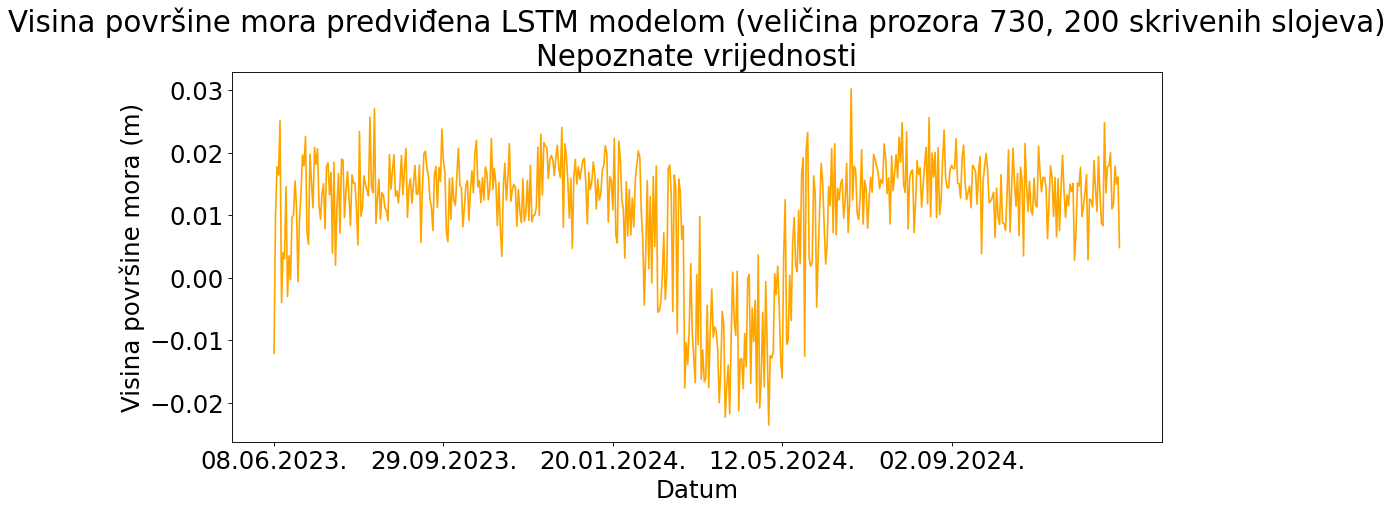 Visina površine mora predviđena LSTM modelom (veličina prozora 730, 200 skrivenih slojeva)
Nepoznate vrijednosti
Visina površine mora (m)
0.03
0.02
0.01
0.00
−0.01
−0.02
08.06.2023.
29.09.2023.
20.01.2024.
12.05.2024.
02.09.2024.
Datum